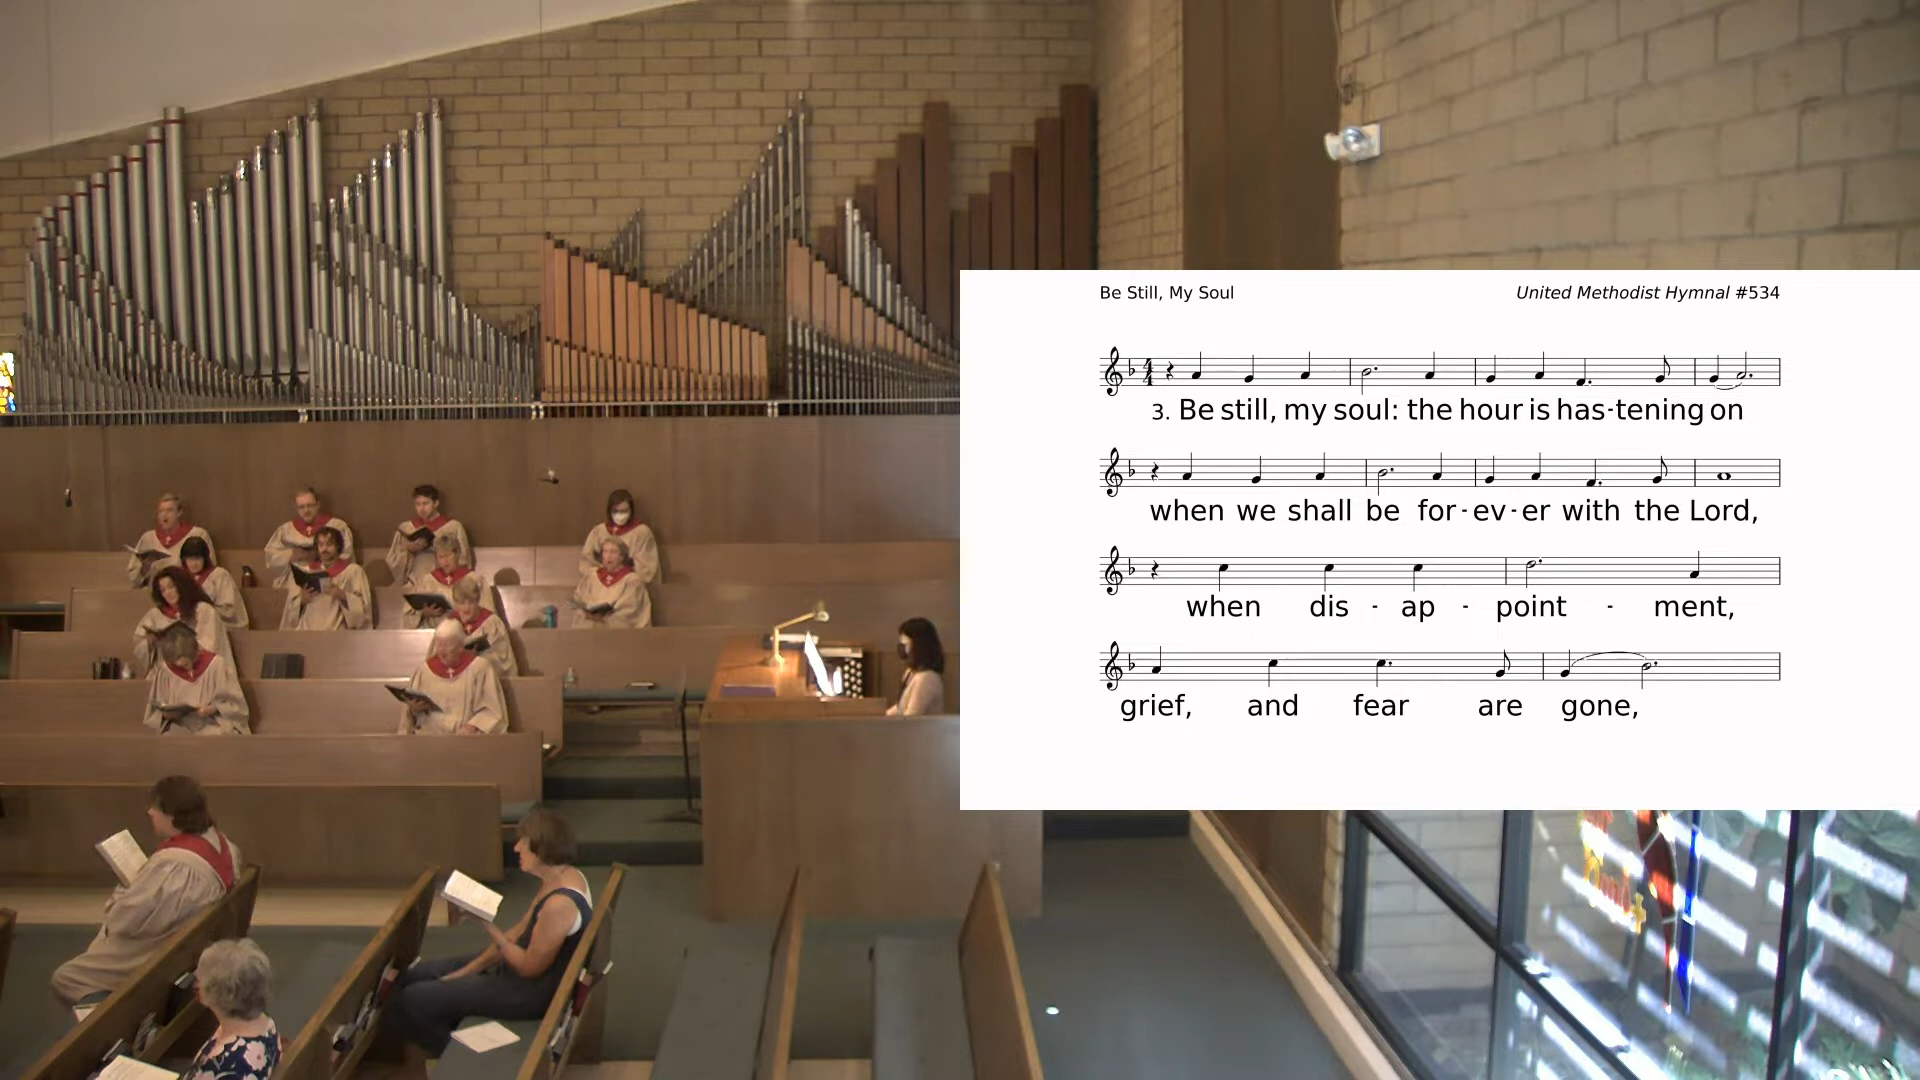 Be Still, My Soul
United Methodist Hymnal #534
3. Be still, my soul: the hour is has-tening on
when we shall be for-ev-er with the Lord,
when dis - ap - point - ment,
grief, and fear are gone,